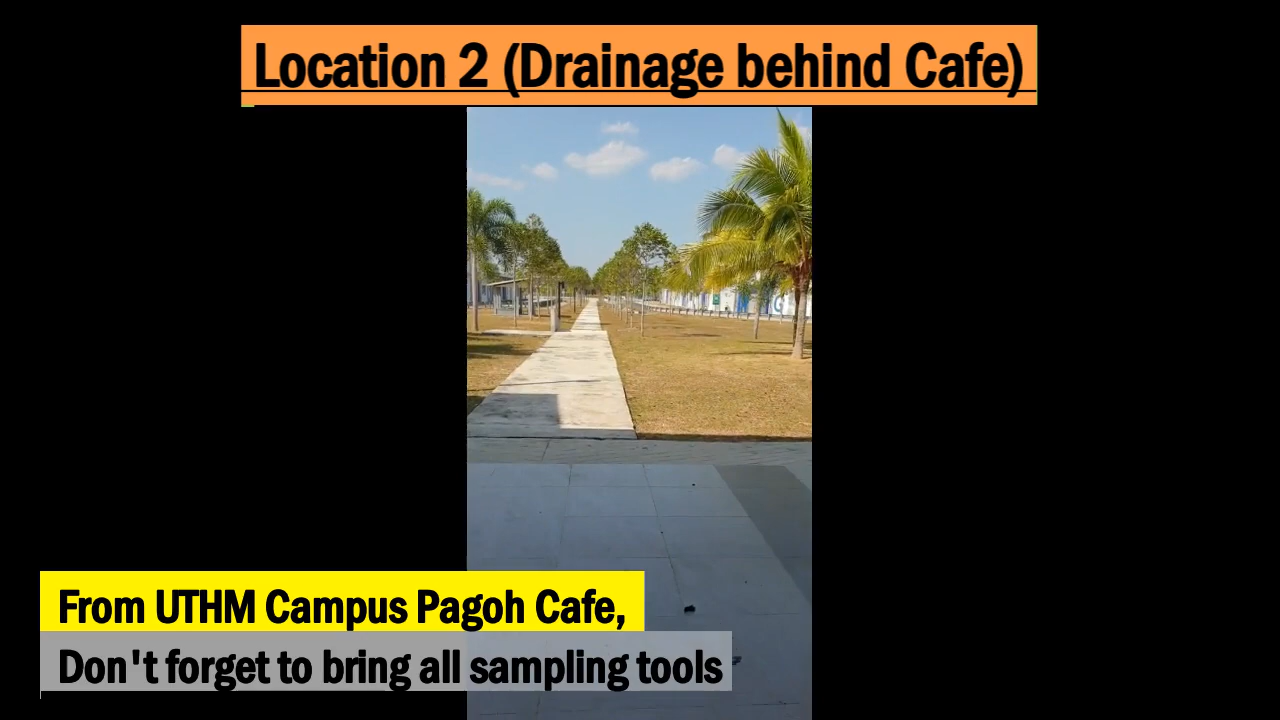 Location 2 (Drainage behind Cafe)
From UTHM Campus Pagoh Cafe,
Don't forget to bring all sampling tools